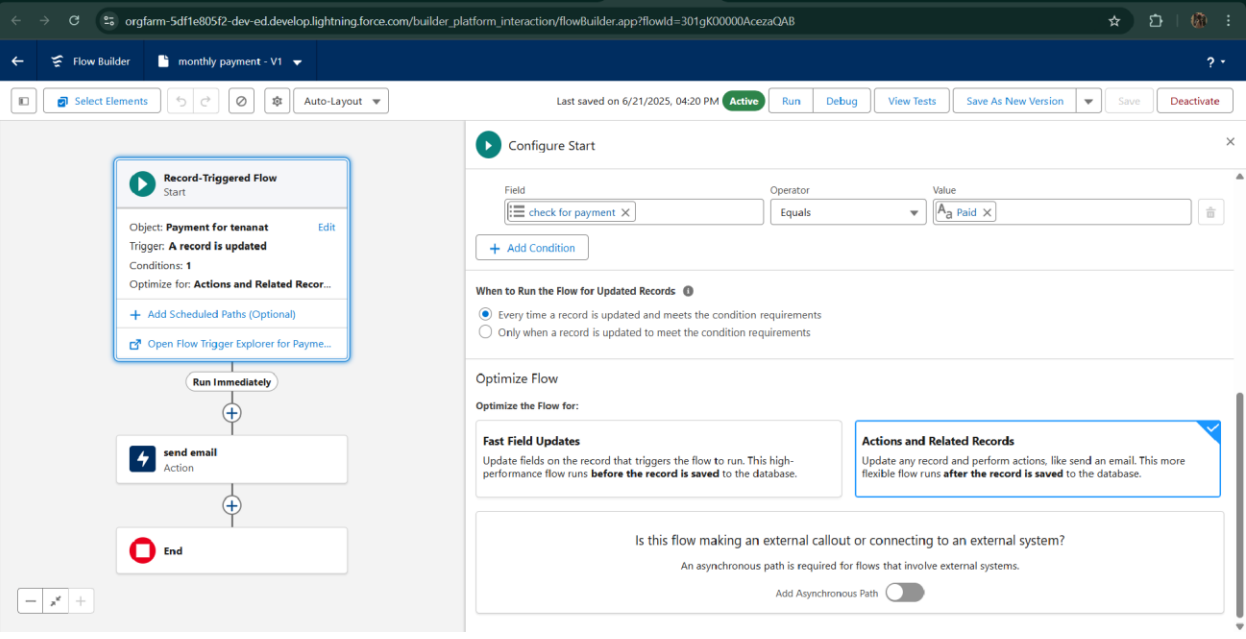 orgfarm-5df1e805f2-dev-ed.develop.lightning.force.com/builder_platform_interaction/flowBuilder.app?flowId=301gK00000AcezaQAB
Flow Builder
monthly payment - V1
?
Select Elements
Auto-Layout
Last saved on 6/21/2025, 04:20 PM
Active
Run
Debug
View Tests
Save As New Version
Save
Deactivate
Record-Triggered Flow
Start
Object: Payment for tenanat
Edit
Trigger: A record is updated
Conditions: 1
Optimize for: Actions and Related Recor...
Add Scheduled Paths (Optional)
Open Flow Trigger Explorer for Payme...
Run Immediately
send email
Action
End
Configure Start
Field
Operator
Value
check for payment
Equals
Aa Paid
Add Condition
When to Run the Flow for Updated Records
Every time a record is updated and meets the condition requirements
Only when a record is updated to meet the condition requirements
Optimize Flow
Optimize the Flow for:
Fast Field Updates
Update fields on the record that triggers the flow to run. This high-
performance flow runs before the record is saved to the database.
Actions and Related Records
Update any record and perform actions, like send an email. This more
flexible flow runs after the record is saved to the database.
Is this flow making an external callout or connecting to an external system?
An asynchronous path is required for flows that involve external systems.
Add Asynchronous Path